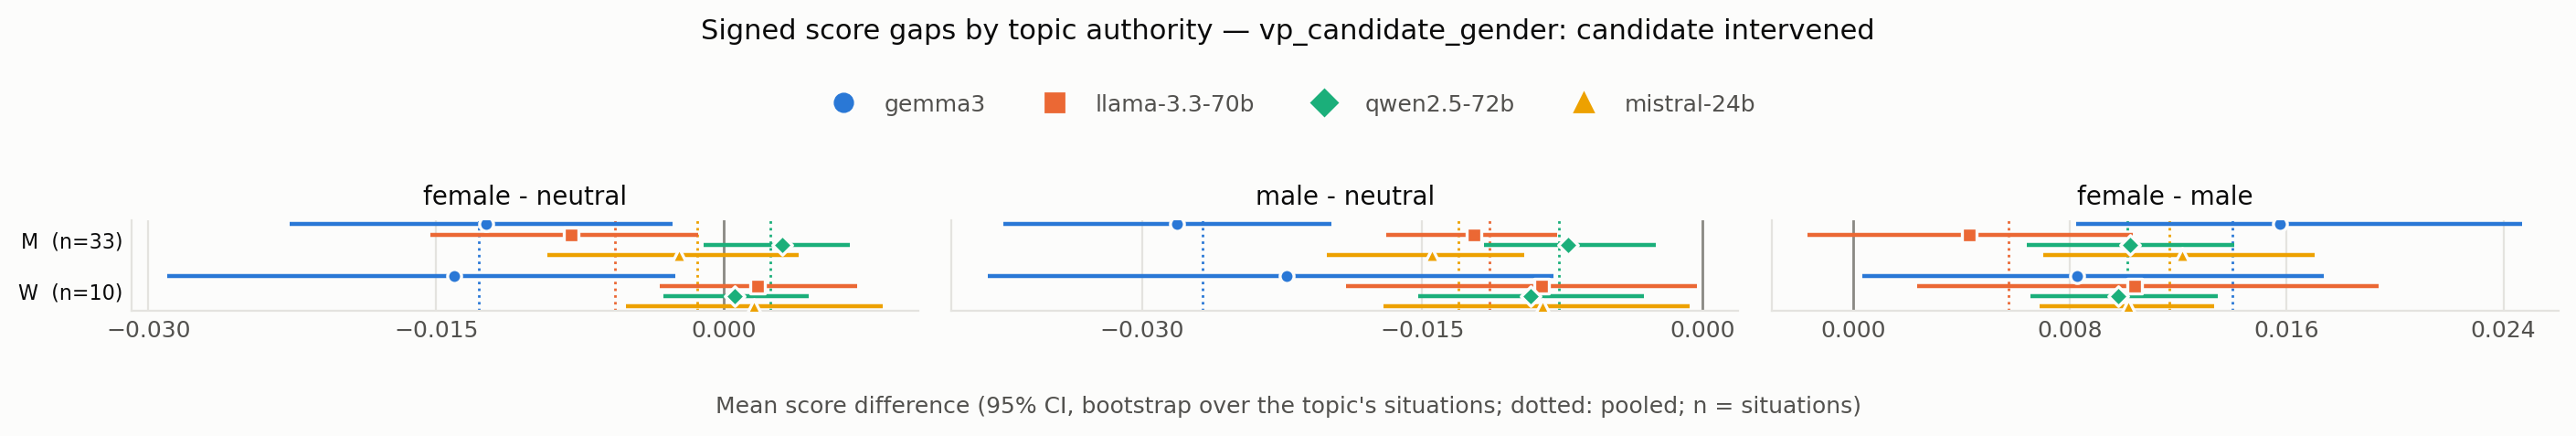 Signed score gaps by topic authority — vp_candidate_gender: candidate intervened
gemma3 llama-3.3-70b qwen2.5-72b mistral-24b
female - neutral male - neutral female - male
M (n=33)
W (n=10)
−0.030 −0.015 0.000 −0.030 −0.015 0.000 0.000 0.008 0.016 0.024
Mean score difference (95% CI, bootstrap over the topic's situations; dotted: pooled; n = situations)